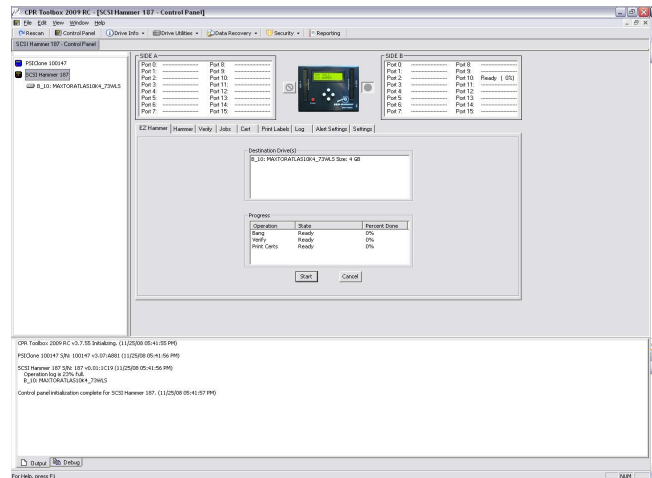 CPR Toolbox 2009 RC - [SCSI Hammer 187 - Control Panel]
File Edit View Window Help
Rescan Control Panel Drive Info Drive Utilities Data Recovery Security Reporting
SCSI Hammer 187 - Control Panel
PSIClone 100147
SCSI Hammer 187
B_10: MAXTORATLAS10K4_73WLS
SIDE A
Port 0: ---------------- Port 8: ----------------
Port 1: ---------------- Port 9: ----------------
Port 2: ---------------- Port 10: ----------------
Port 3: ---------------- Port 11: ----------------
Port 4: ---------------- Port 12: ----------------
Port 5: ---------------- Port 13: ----------------
Port 6: ---------------- Port 14: ----------------
Port 7: ---------------- Port 15: ----------------
SIDE B
Port 0: ---------------- Port 8: ----------------
Port 1: ---------------- Port 9: ----------------
Port 2: ---------------- Port 10: Ready ( 0%)
Port 3: ---------------- Port 11: ----------------
Port 4: ---------------- Port 12: ----------------
Port 5: ---------------- Port 13: ----------------
Port 6: ---------------- Port 14: ----------------
Port 7: ---------------- Port 15: ----------------
EZ Hammer Hammer Verify Jobs Cert Print Labels Log Alert Settings Settings
Destination Drive(s)
B_10: MAXTORATLAS10K4_73WLS Size: 4 GB
Progress
Operation State Percent Done
Bang Ready 0%
Verify Ready 0%
Print Certs Ready 0%
Start Cancel
CPR Toolbox 2009 RC v3.7.55 Initializing. (11/25/08 05:41:55 PM)
PSIClone 100147 S/N: 100147 v3.07:A881 (11/25/08 05:41:56 PM)
SCSI Hammer 187 S/N: 187 v0.01:1C19 (11/25/08 05:41:56 PM)
Operation log is 23% full.
B_10: MAXTORATLAS10K4_73WLS
Control panel initialization complete for SCSI Hammer 187. (11/25/08 05:41:57 PM)
Output Debug
For Help, press F1
NUM